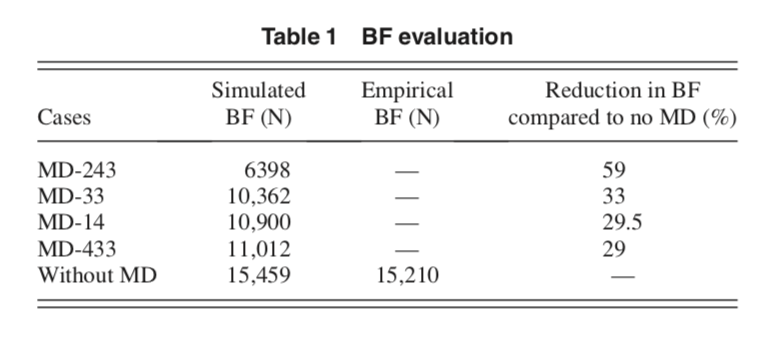 Table 1 BF evaluation
Simulated Empirical Reduction in BF
Cases BF (N) BF (N) compared to no MD (%)
MD-243 6398 — 59
MD-33 10,362 — 33
MD-14 10,900 — 29.5
MD-433 11,012 — 29
Without MD 15,459 15,210 —